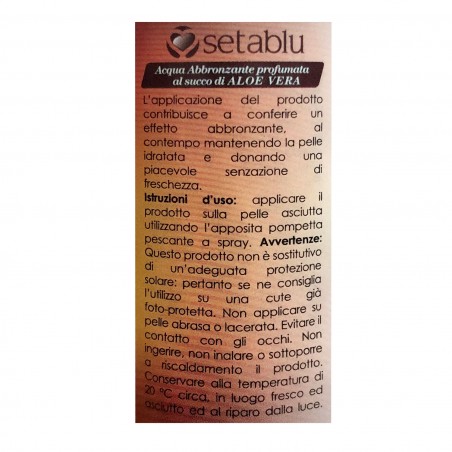 setablu
Acqua Abbronzante profumata
al succo di ALOE VERA
L'applicazione del prodotto
contribuisce a conferire un
effetto abbronzante, al
contempo mantenendo la pelle
idratata e donando una
piacevole sensazione di
freschezza.
Istruzioni d'uso: applicare il
prodotto sulla pelle asciutta
utilizzando l'apposita pompetta
pescante a spray. Avvertenze:
Questo prodotto non è sostitutivo
di un'adeguata protezione
solare: pertanto se ne consiglia
l'utilizzo su una cute già
foto-protetta. Non applicare su
pelle abrasa o lacerata. Evitare il
contatto con gli occhi. Non
ingerire, non inalare o sottoporre
a riscaldamento il prodotto.
Conservare alla temperatura di
20 °C circa, in luogo fresco ed
asciutto ed al riparo dalla luce.